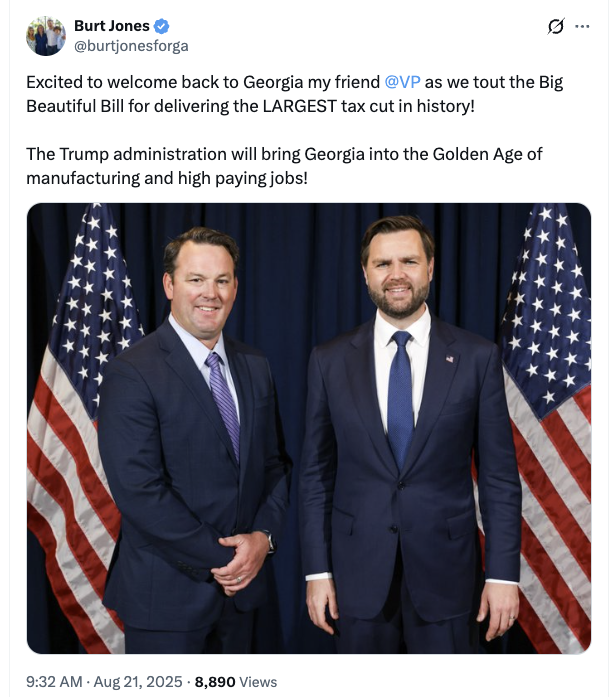 Burt Jones
@burtjonesforga
Excited to welcome back to Georgia my friend @VP as we tout the Big
Beautiful Bill for delivering the LARGEST tax cut in history!
The Trump administration will bring Georgia into the Golden Age of
manufacturing and high paying jobs!
9:32 AM · Aug 21, 2025 · 8,890 Views